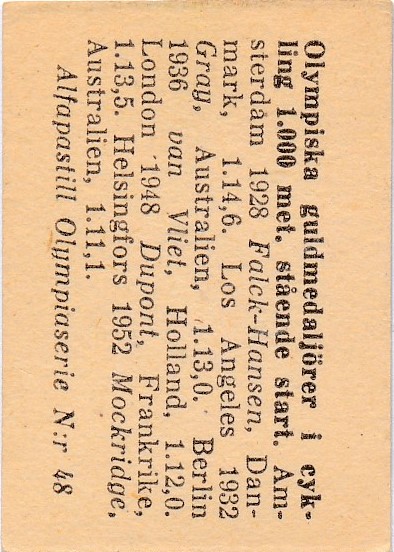 Olympiska guldmedaljörer i cyk-
ling 1.000 met. stående start. Am-
sterdam 1928 Falck-Hansen, Dan-
mark, 1.14,6. Los Angeles 1932
Gray, Australien, 1.13,0. Berlin
1936 van Vliet, Holland, 1.12,0.
London 1948 Dupont, Frankrike,
1.13,5. Helsingfors 1952 Mockridge,
Australien, 1.11,1.
Alfapastill Olympiaserie N:r 48